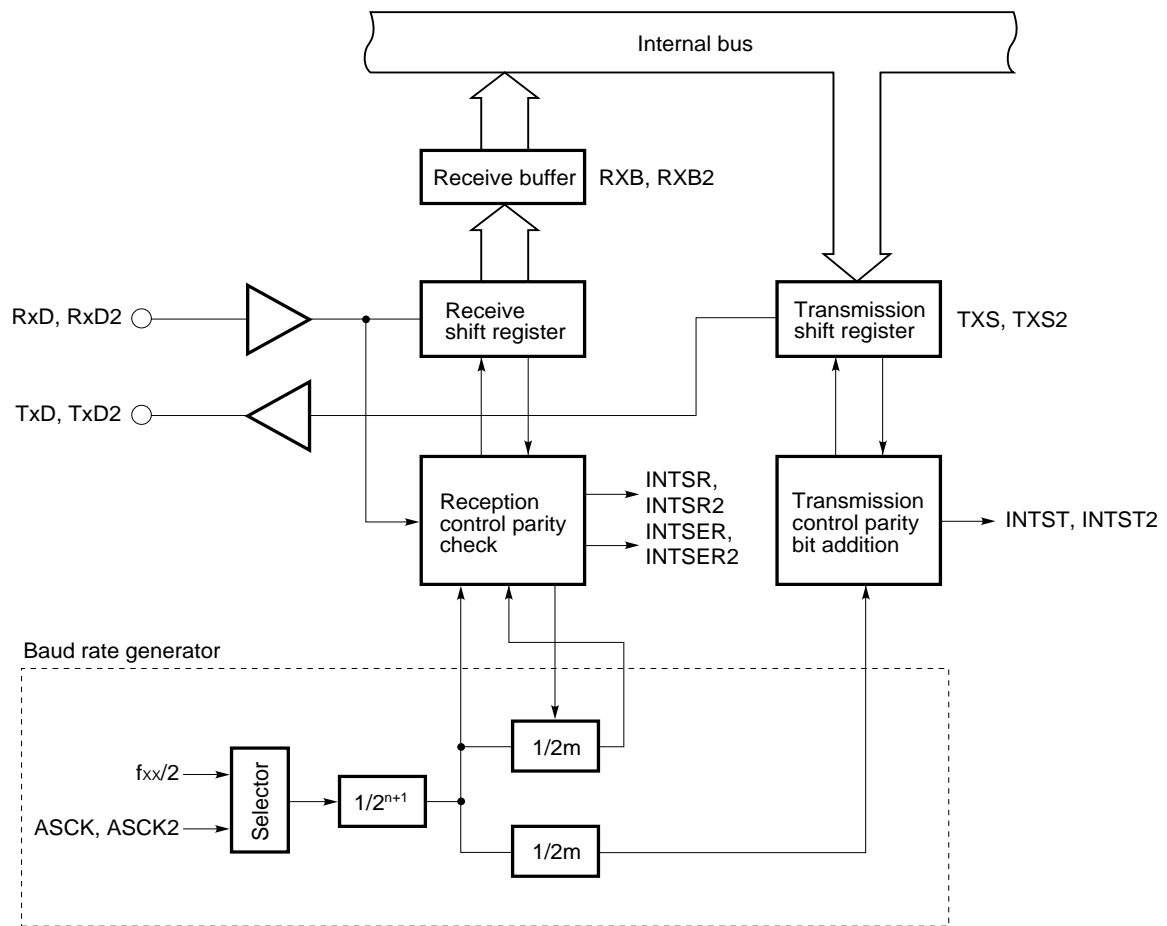 Internal bus
Receive buffer
RXB, RXB2
RxD, RxD2
Receive
shift register
Transmission
shift register
TXS, TXS2
TxD, TxD2
Reception
control parity
check
INTSR,
INTSR2
INTSER,
INTSER2
Transmission
control parity
bit addition
INTST, INTST2
Baud rate generator
1/2m
fxx/2
Selector
1/2ⁿ⁺¹
ASCK, ASCK2
1/2m